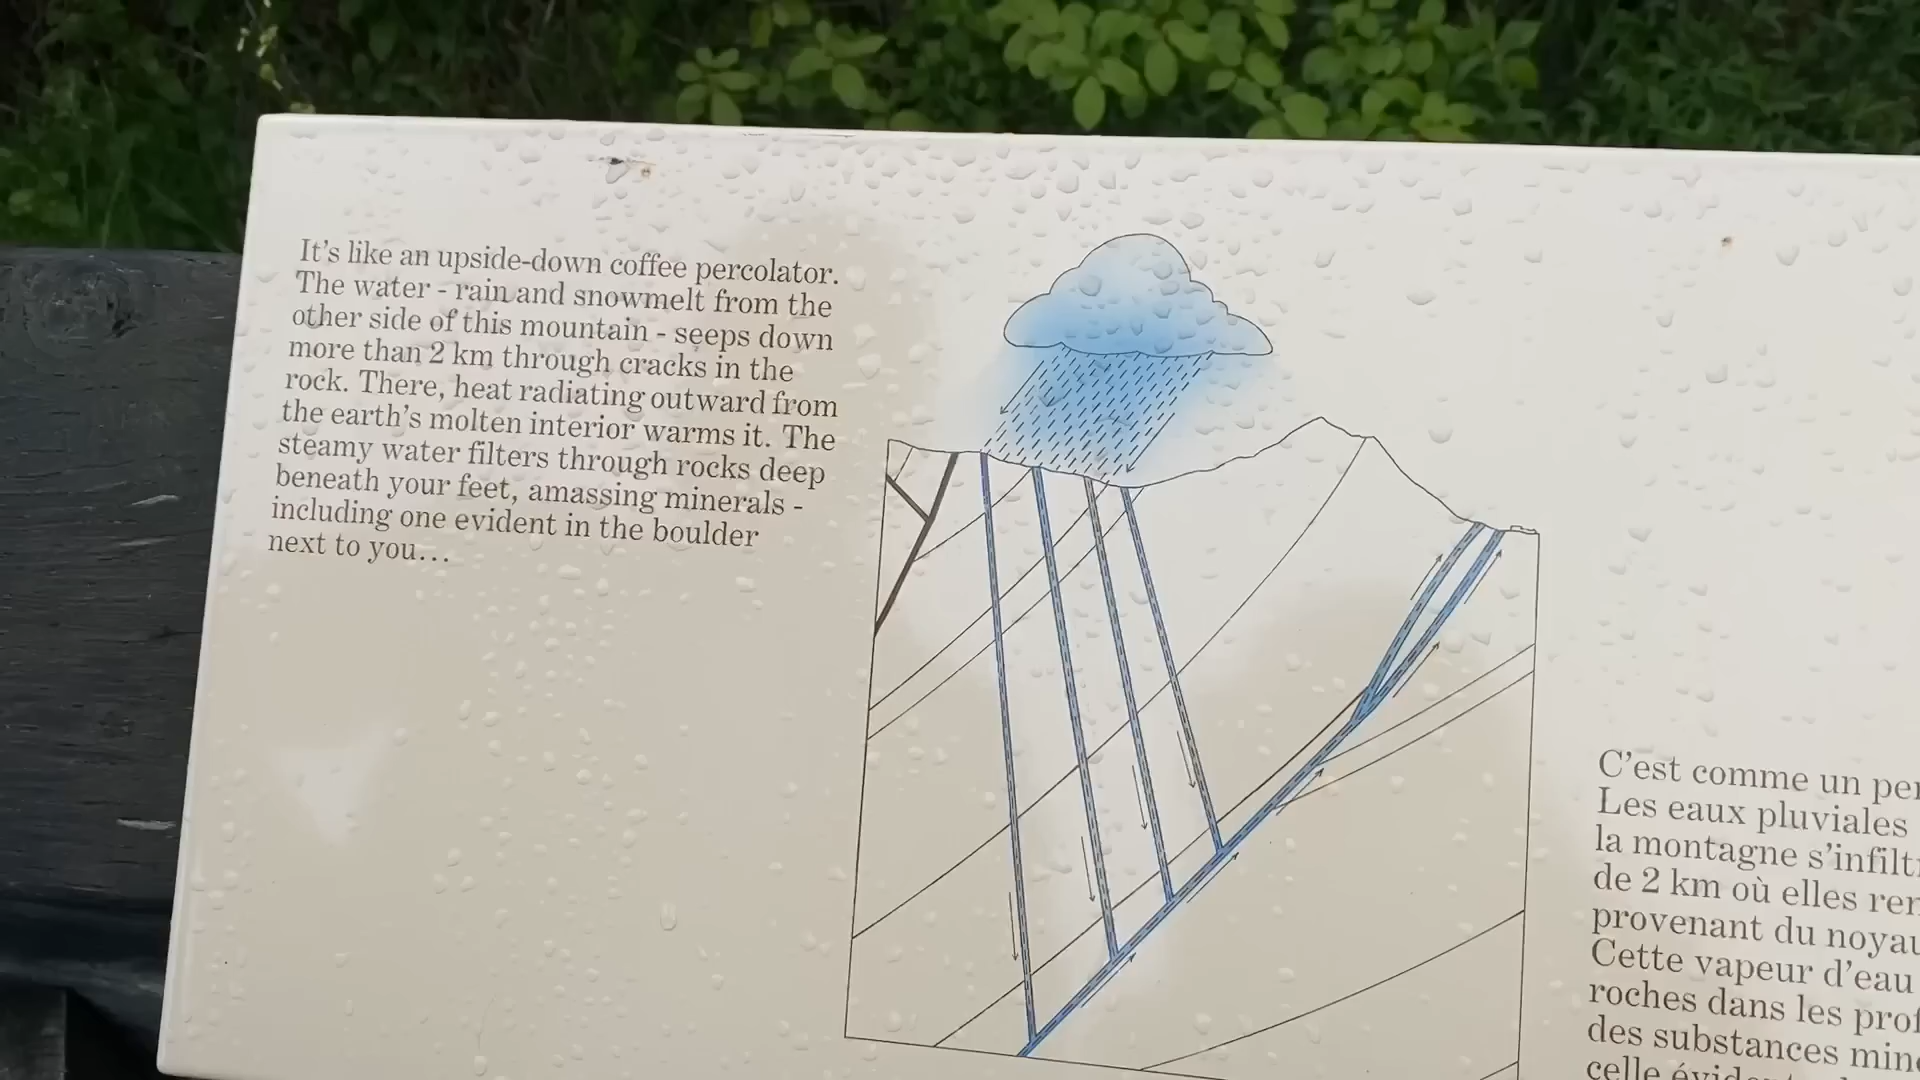 It's like an upside-down coffee percolator.
The water - rain and snowmelt from the
other side of this mountain - seeps down
more than 2 km through cracks in the
rock. There, heat radiating outward from
the earth's molten interior warms it. The
steamy water filters through rocks deep
beneath your feet, amassing minerals -
including one evident in the boulder
next to you...
C'est comme un
Les eaux pluviales
la montagne
de 2 km où elles
provenant du
Cette vapeur d'eau
roches dans les
des substances
celle